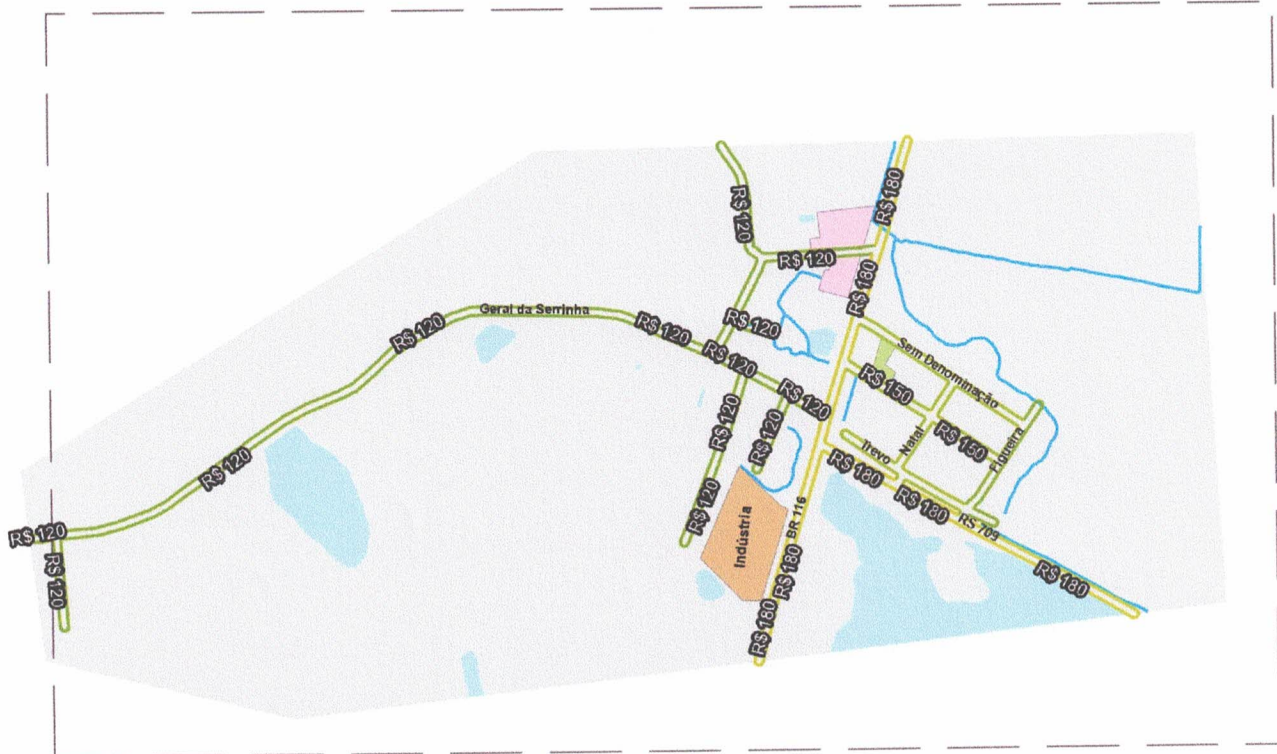 R$ 180
R$ 120
R$ 120
R$ 180
Geral da Serrinha
R$ 120
R$ 120
R$ 120
R$ 120
Sem Denominação
R$ 150
R$ 120
R$ 120
R$ 120
Natal
R$ 150
Figueira
Trevo
R$ 120
R$ 180
R$ 120
R$ 180
R$ 120
BR 116
RS 709
Indústria
R$ 120
R$ 120
R$ 180
R$ 180
R$ 180